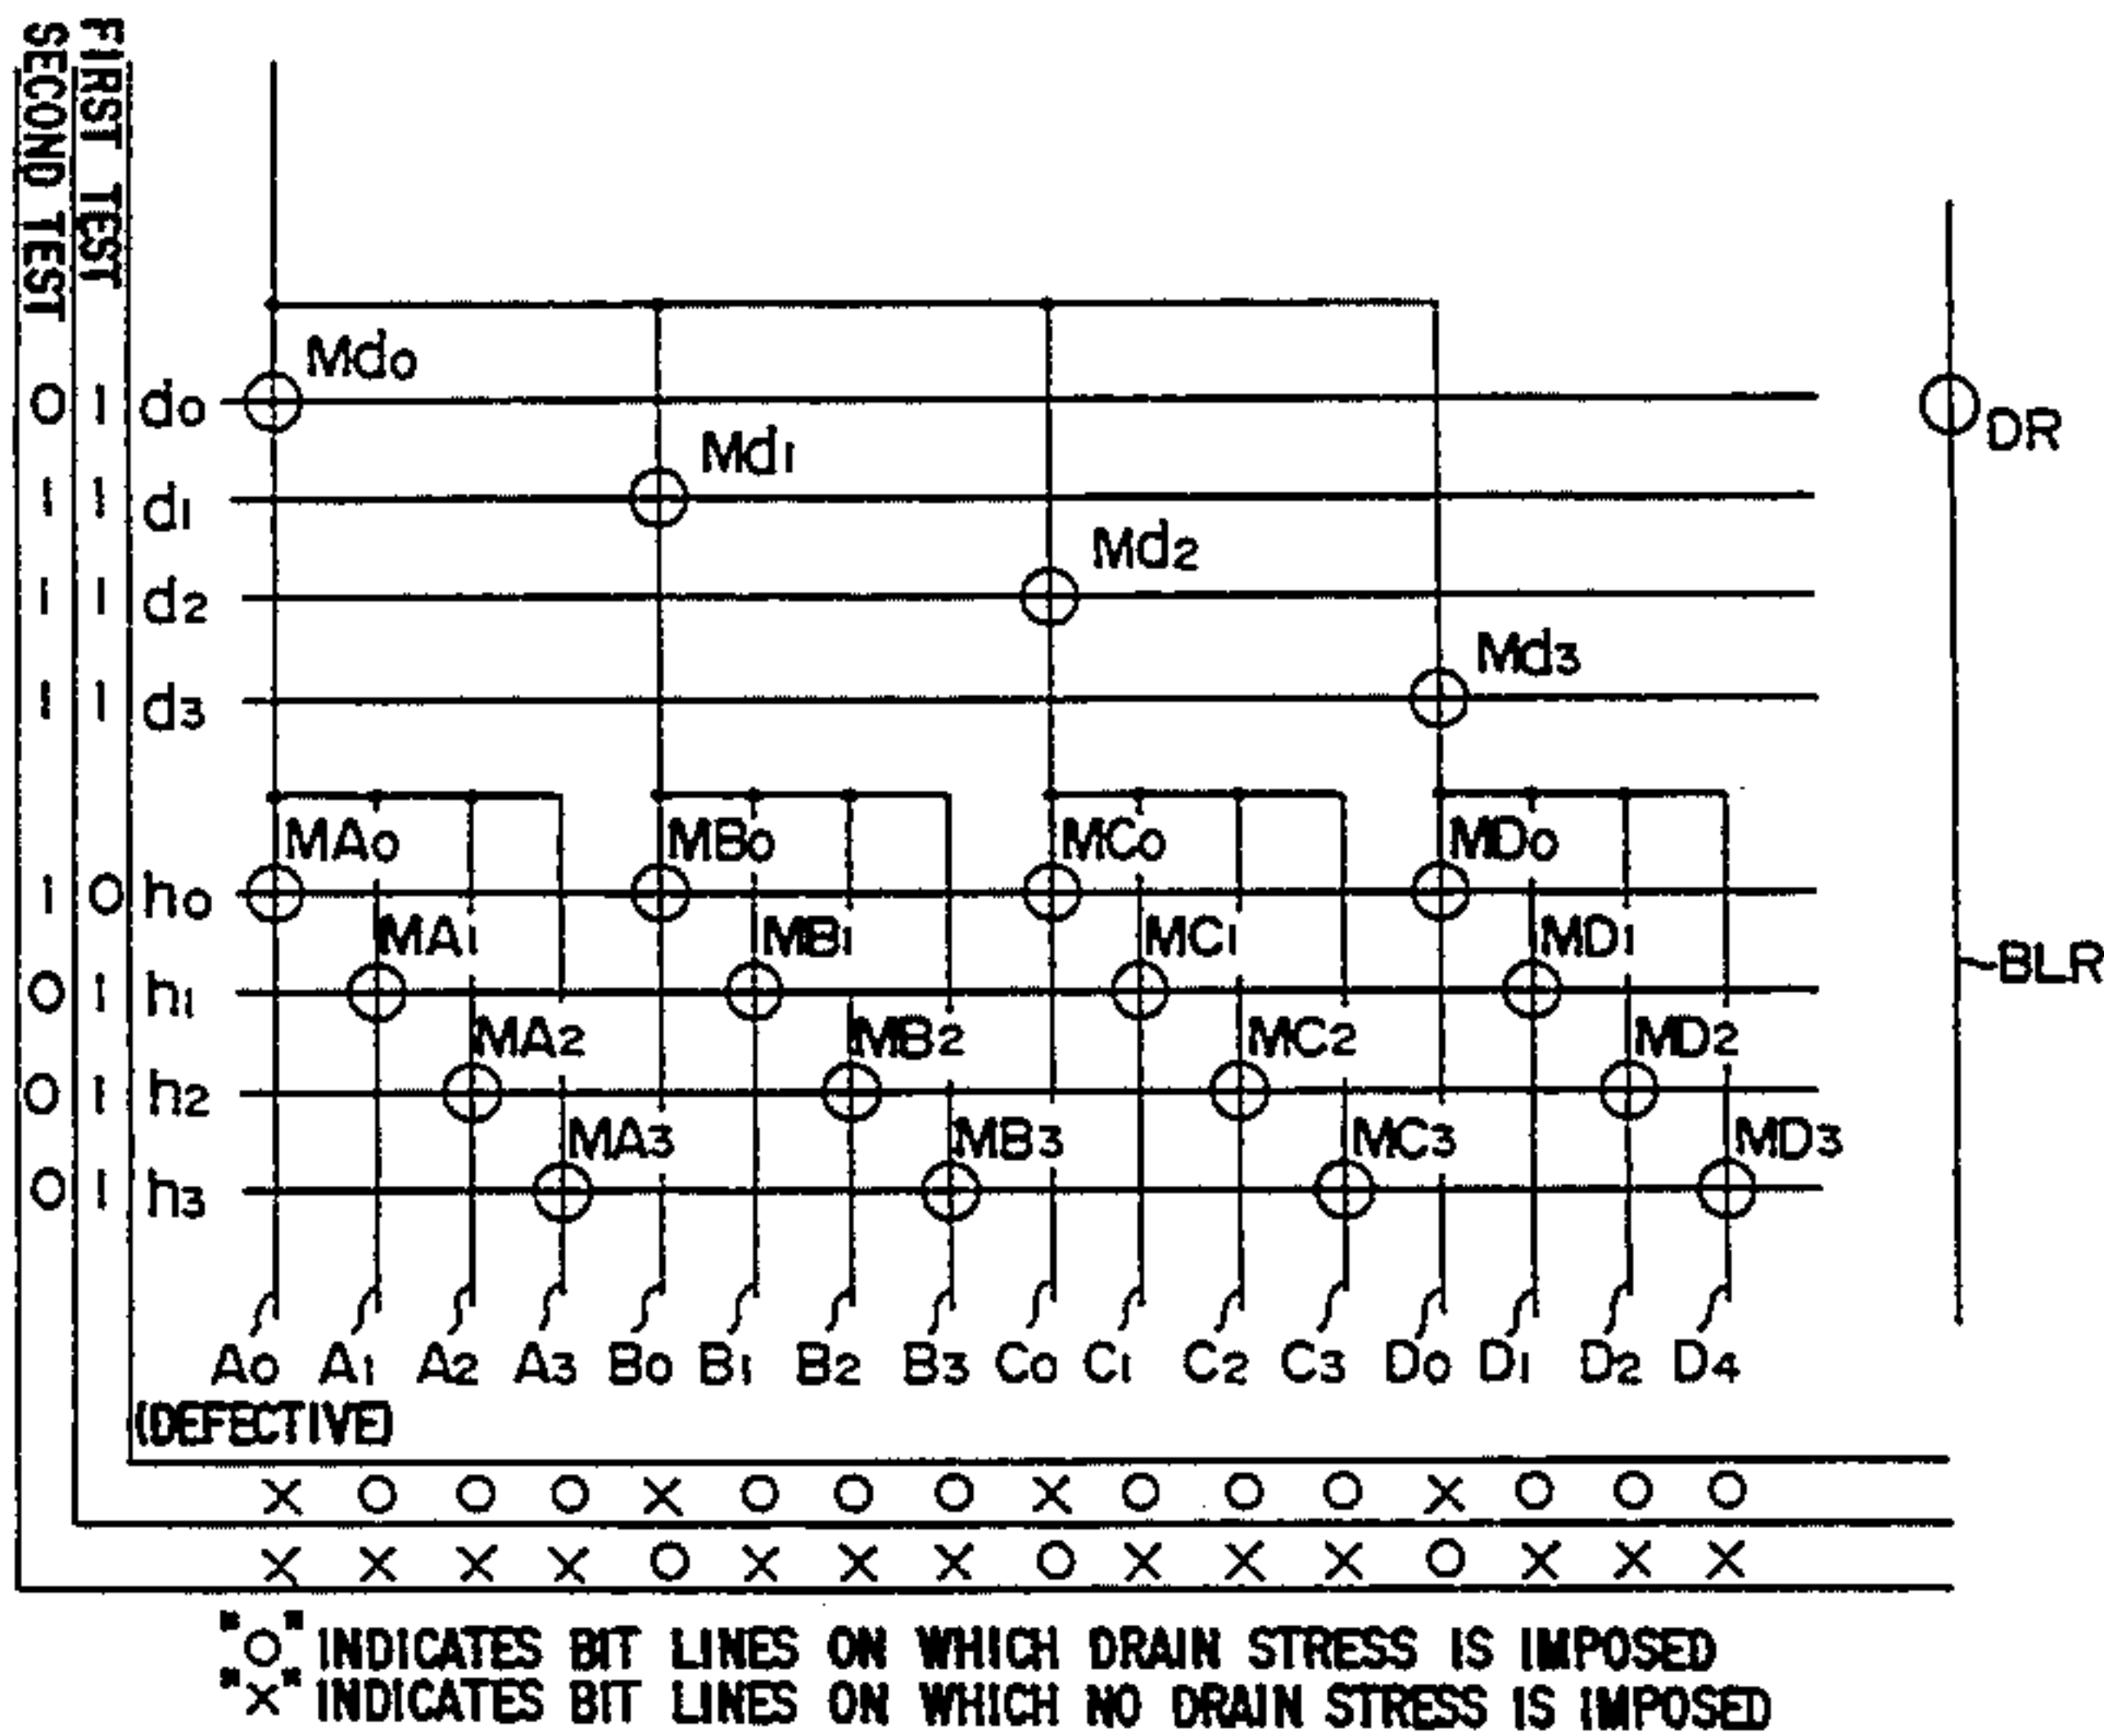 SECOND TEST
FIRST TEST
Md0
0 1 d0
DR
Md1
1 1 d1
Md2
1 1 d2
Md3
1 1 d3
MA0 MB0 MC0 MD0
1 0 h0
MA1 MB1 MC1 MD1
BLR
0 1 h1
MA2 MB2 MC2 MD2
0 1 h2
MA3 MB3 MC3 MD3
0 1 h3
A0 A1 A2 A3 B0 B1 B2 B3 C0 C1 C2 C3 D0 D1 D2 D4
(DEFECTIVE)
X O O O X O O O X O O O X O O O
X X X X O X X X O X X X O X X X
"O" INDICATES BIT LINES ON WHICH DRAIN STRESS IS IMPOSED
"X" INDICATES BIT LINES ON WHICH NO DRAIN STRESS IS IMPOSED